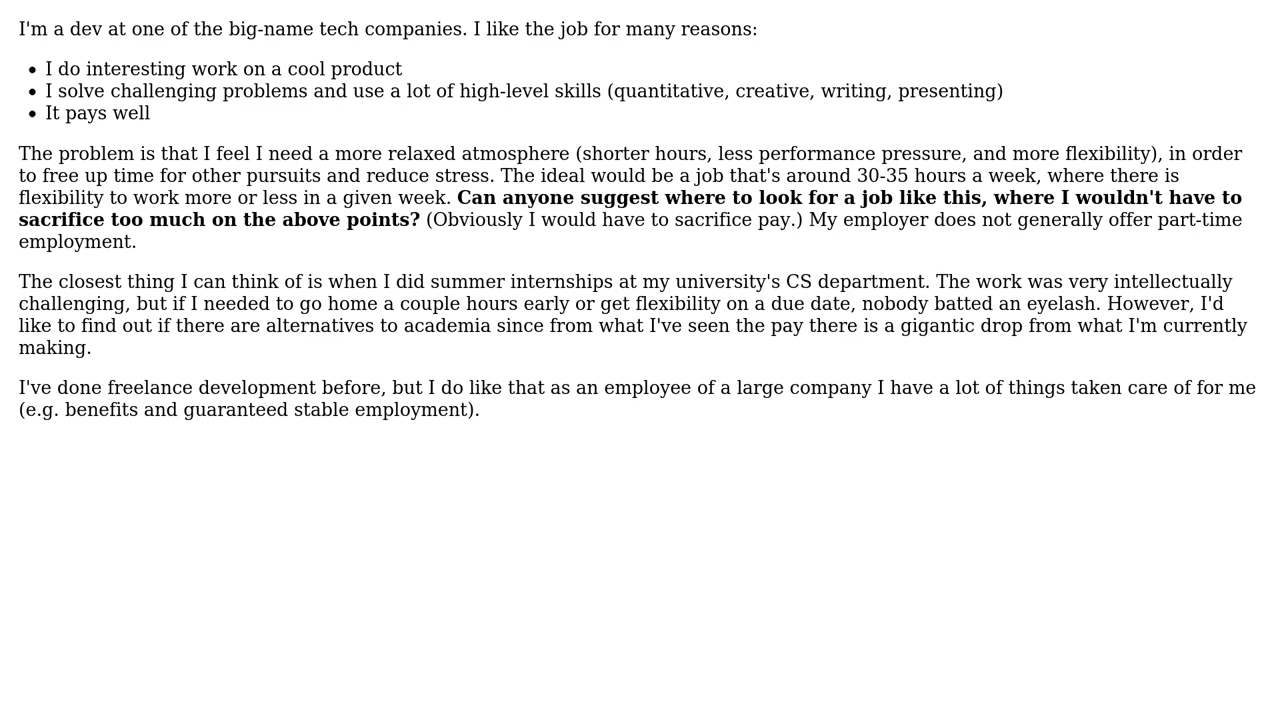 I'm a dev at one of the big-name tech companies. I like the job for many reasons:
• I do interesting work on a cool product
• I solve challenging problems and use a lot of high-level skills (quantitative, creative, writing, presenting)
• It pays well
The problem is that I feel I need a more relaxed atmosphere (shorter hours, less performance pressure, and more flexibility), in order
to free up time for other pursuits and reduce stress. The ideal would be a job that's around 30-35 hours a week, where there is
flexibility to work more or less in a given week. Can anyone suggest where to look for a job like this, where I wouldn't have to
sacrifice too much on the above points? (Obviously I would have to sacrifice pay.) My employer does not generally offer part-time
employment.
The closest thing I can think of is when I did summer internships at my university's CS department. The work was very intellectually
challenging, but if I needed to go home a couple hours early or get flexibility on a due date, nobody batted an eyelash. However, I'd
like to find out if there are alternatives to academia since from what I've seen the pay there is a gigantic drop from what I'm currently
making.
I've done freelance development before, but I do like that as an employee of a large company I have a lot of things taken care of for me
(e.g. benefits and guaranteed stable employment).